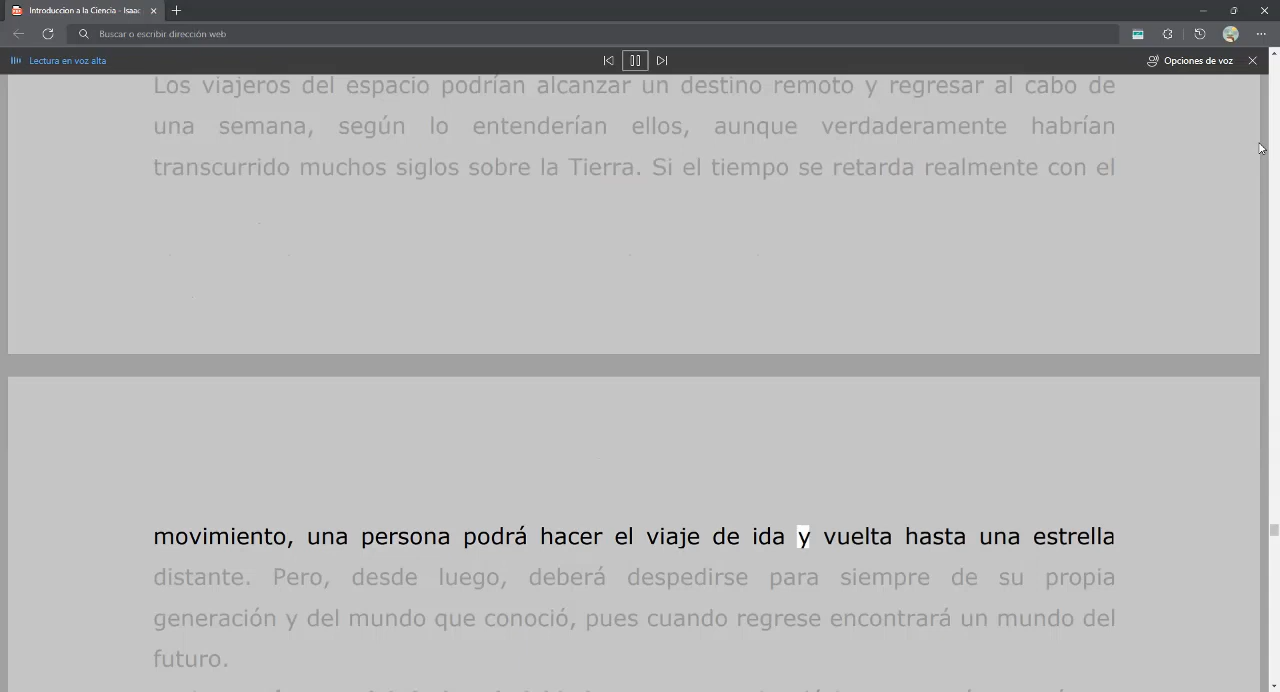 Introduccion a la Ciencia - Isaac
Buscar o escribir dirección web
Lectura en voz alta
Opciones de voz
Los viajeros del espacio podrían alcanzar un destino remoto y regresar al cabo de
una semana, según lo entenderían ellos, aunque verdaderamente habrían
transcurrido muchos siglos sobre la Tierra. Si el tiempo se retarda realmente con el
movimiento, una persona podrá hacer el viaje de ida y vuelta hasta una estrella
distante. Pero, desde luego, deberá despedirse para siempre de su propia
generación y del mundo que conoció, pues cuando regrese encontrará un mundo del
futuro.